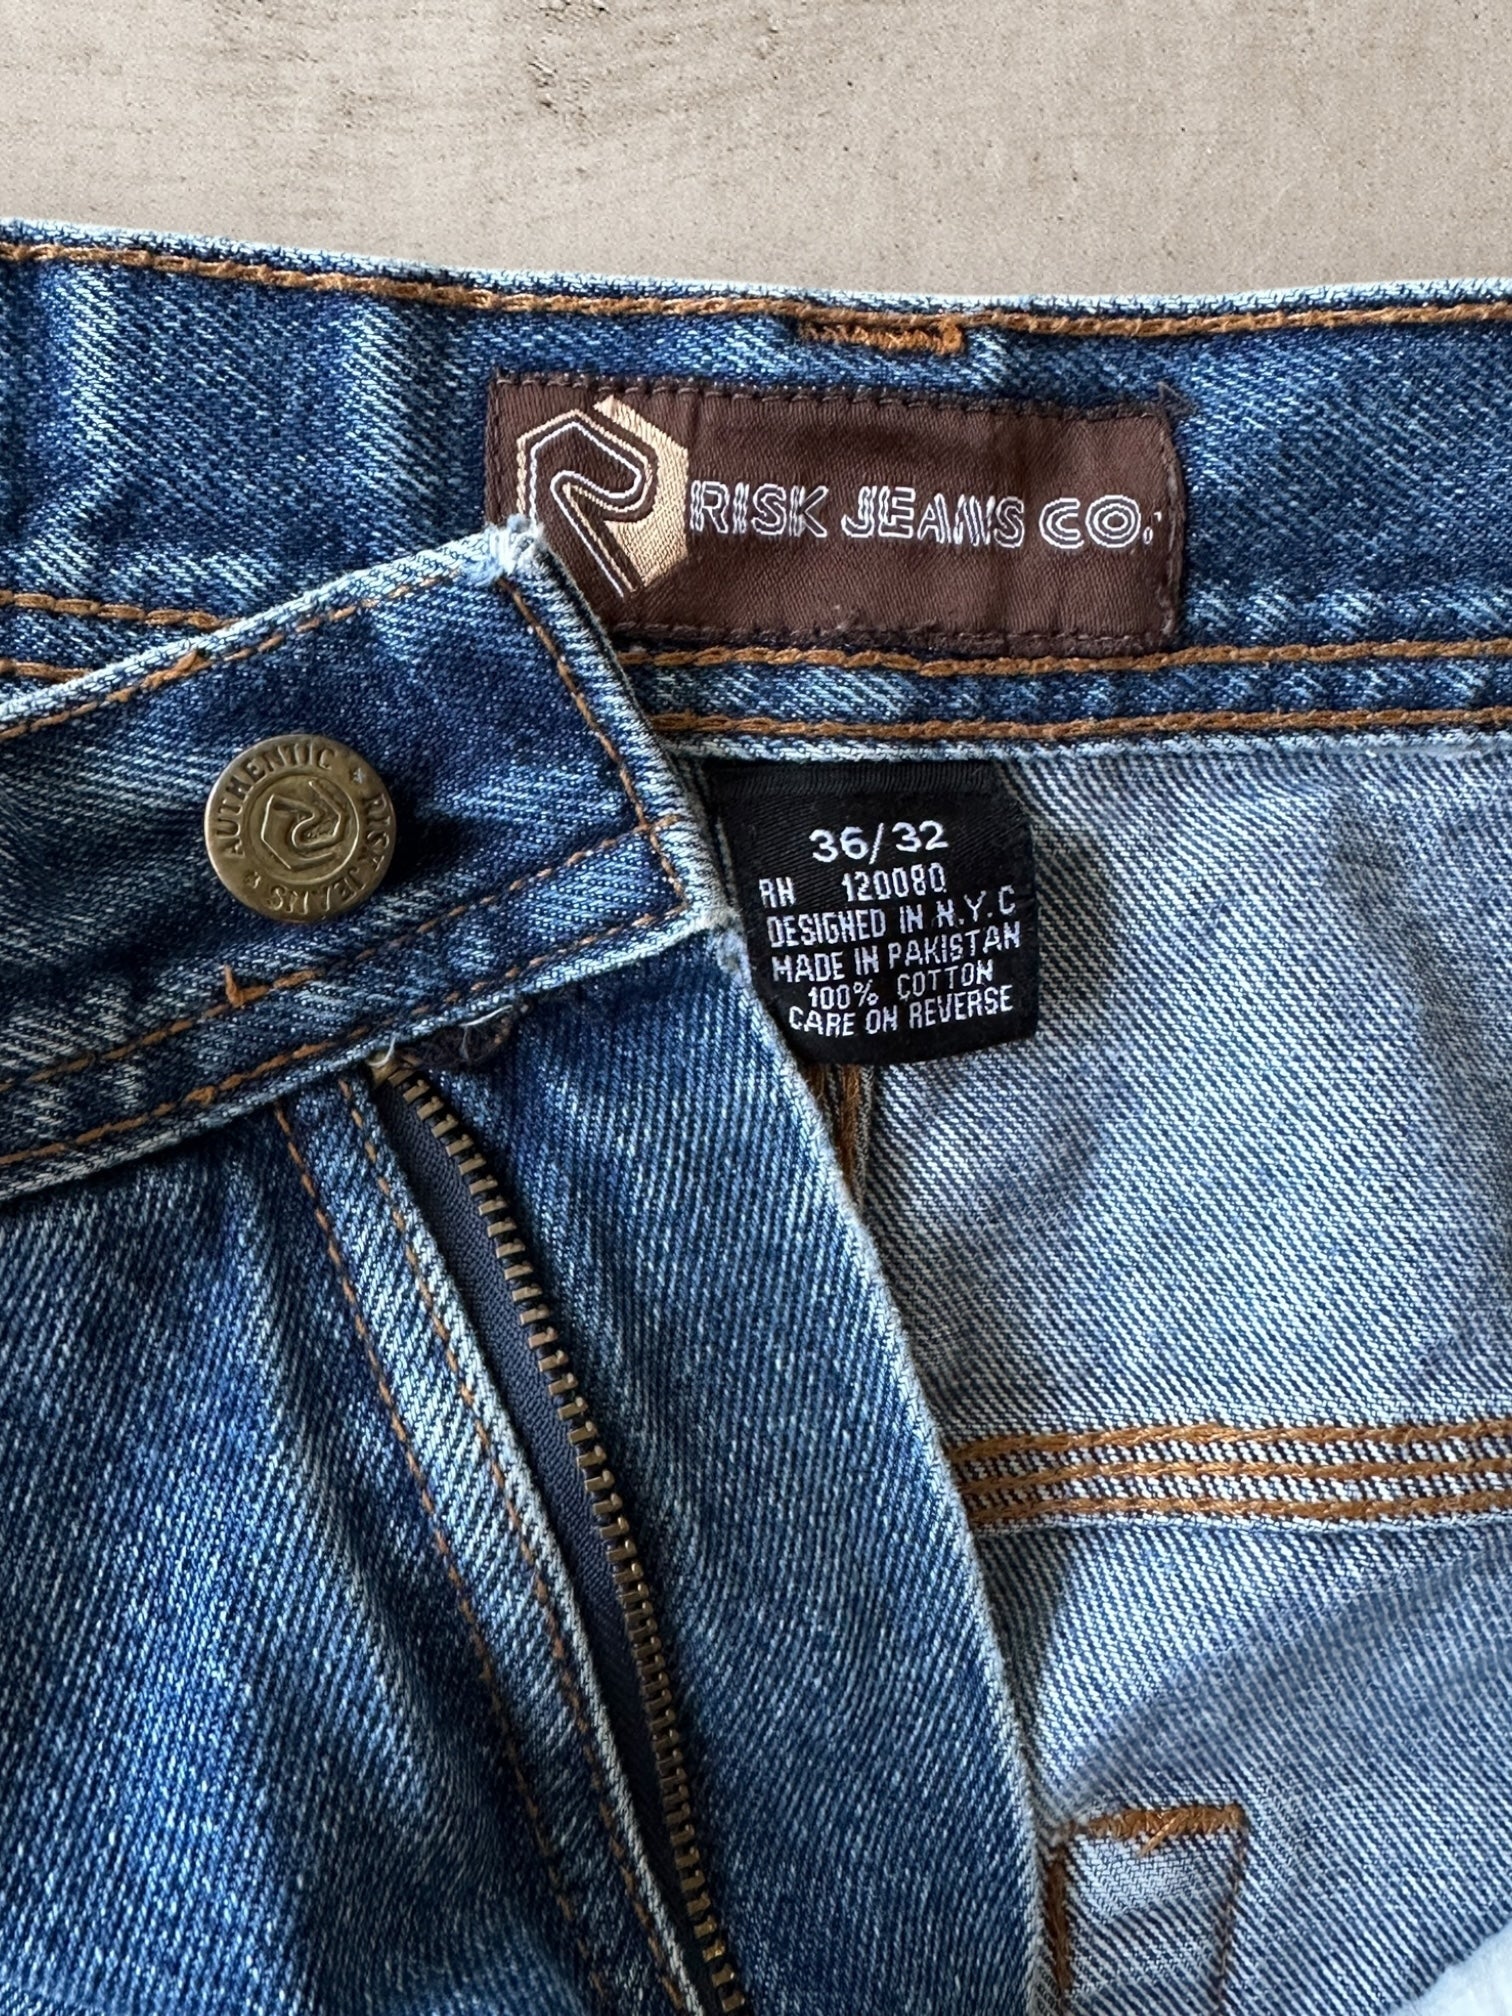 RISK JEANS CO.
AUTHENTIC ★ RISK JEANS ★
36/32
RN 120080
DESIGNED IN N.Y.C
MADE IN PAKISTAN
100% COTTON
CARE ON REVERSE